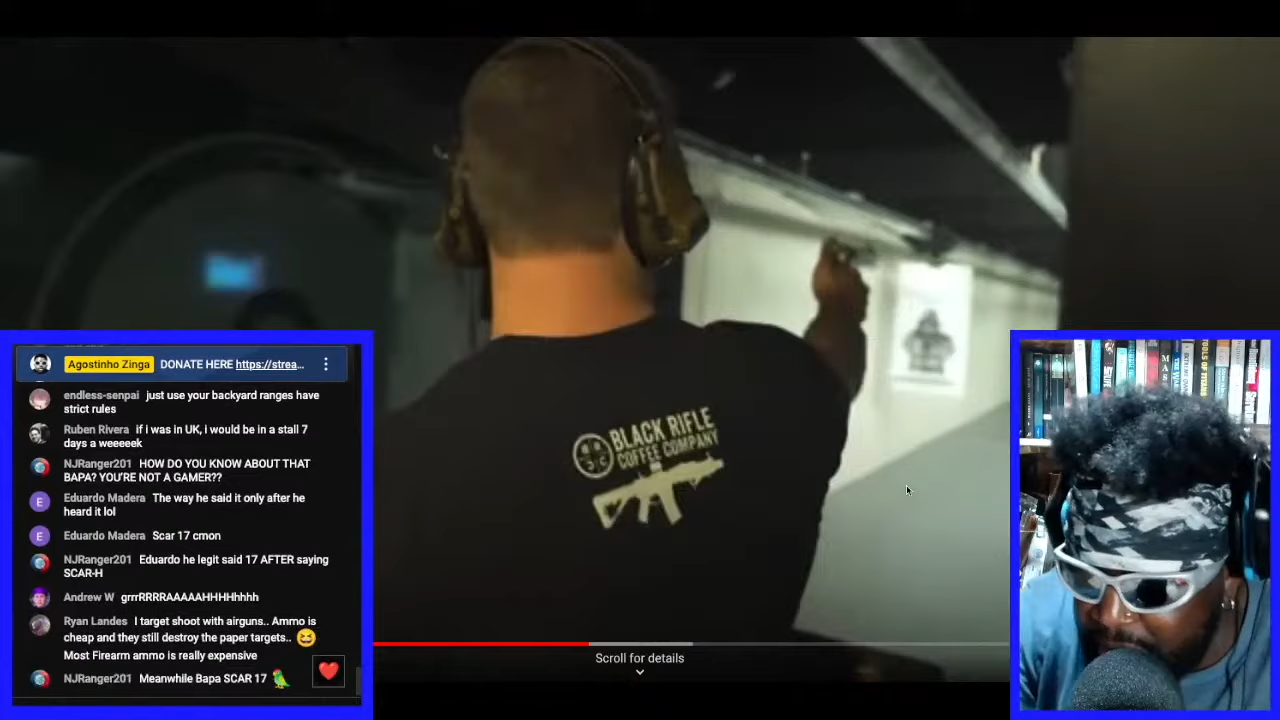 BLACK RIFLE
COFFEE COMPANY
Agostinho Zinga DONATE HERE https://strea...
endless-senpai just use your backyard ranges have
strict rules
Ruben Rivera if i was in UK, i would be in a stall 7
days a weeeeek
NJRanger201 HOW DO YOU KNOW ABOUT THAT
BAPA? YOU'RE NOT A GAMER??
E Eduardo Madera The way he said it only after he
heard it lol
E Eduardo Madera Scar 17 cmon
NJRanger201 Eduardo he legit said 17 AFTER saying
SCAR-H
Andrew W grrrRRRRAAAAAHHHHhhhh
Ryan Landes I target shoot with airguns.. Ammo is
cheap and they still destroy the paper targets.. 😆
Most Firearm ammo is really expensive
NJRanger201 Meanwhile Bapa SCAR 17 🦜
Scroll for details